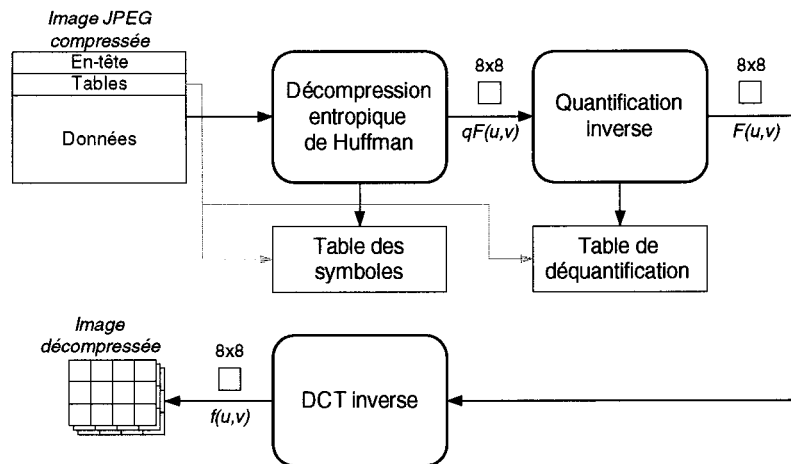 Image JPEG
compressée
En-tête
Tables
Données
Décompression
entropique
de Huffman
8x8
qF(u,v)
Quantification
inverse
8x8
F(u,v)
Table des
symboles
Table de
déquantification
Image
décompressée
8x8
f(u,v)
DCT inverse